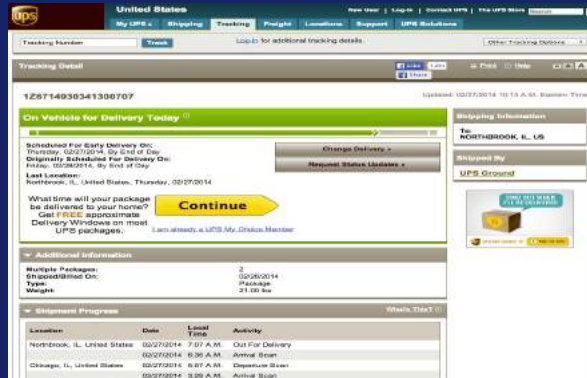 ups
United States
New User | Log-In | Contact UPS | The UPS Store
My UPS Shipping Tracking Freight Locations Support UPS Solutions
Tracking Number Track Log-In for additional tracking details. Other Tracking Options
Tracking Detail
Like
Share
Print Help A A A
1Z6714930341300707
Updated: 02/27/2014 10:15 A.M. Eastern Time
On Vehicle for Delivery Today
Scheduled For Early Delivery On:
Thursday, 02/27/2014, By End of Day
Originally Scheduled For Delivery On:
Friday, 02/28/2014, By End of Day
Last Location:
Northbrook, IL, United States, Thursday, 02/27/2014
Change Delivery »
Request Status Updates »
What time will your package
be delivered to your home?
Get FREE approximate
Delivery Windows on most
UPS packages.
Continue
I am already a UPS My Choice Member
Shipping Information
To:
NORTHBROOK, IL, US
Shipped By
UPS Ground
Additional Information
Multiple Packages: 2
Shipped/Billed On: 02/26/2014
Type: Package
Weight: 21.00 lbs
Shipment Progress What's This?
Location Date Local Time Activity
Northbrook, IL, United States 02/27/2014 7:07 A.M. Out For Delivery
02/27/2014 6:36 A.M. Arrival Scan
Chicago, IL, United States 02/27/2014 5:57 A.M. Departure Scan
02/27/2014 3:29 A.M. Arrival Scan